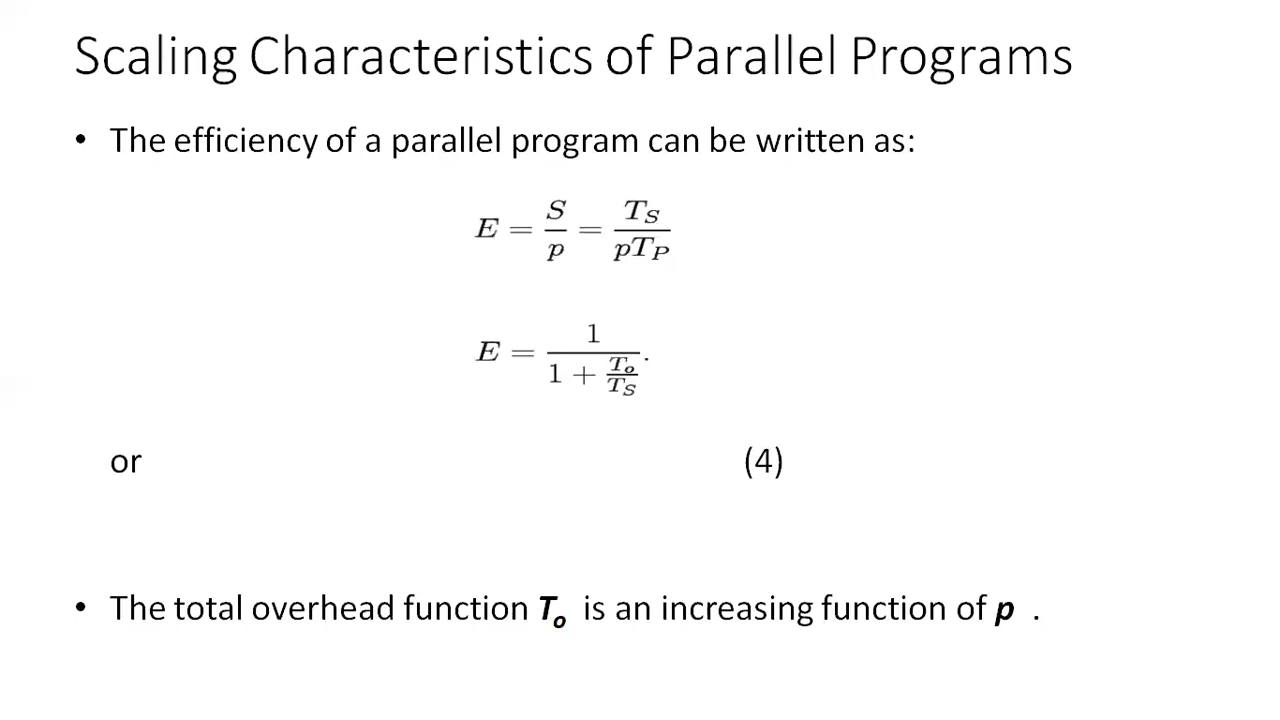 Scaling Characteristics of Parallel Programs
• The efficiency of a parallel program can be written as:
E = S/p = T_S/(pT_P)
E = 1/(1 + T_o/T_S).
or (4)
• The total overhead function T_o is an increasing function of p .